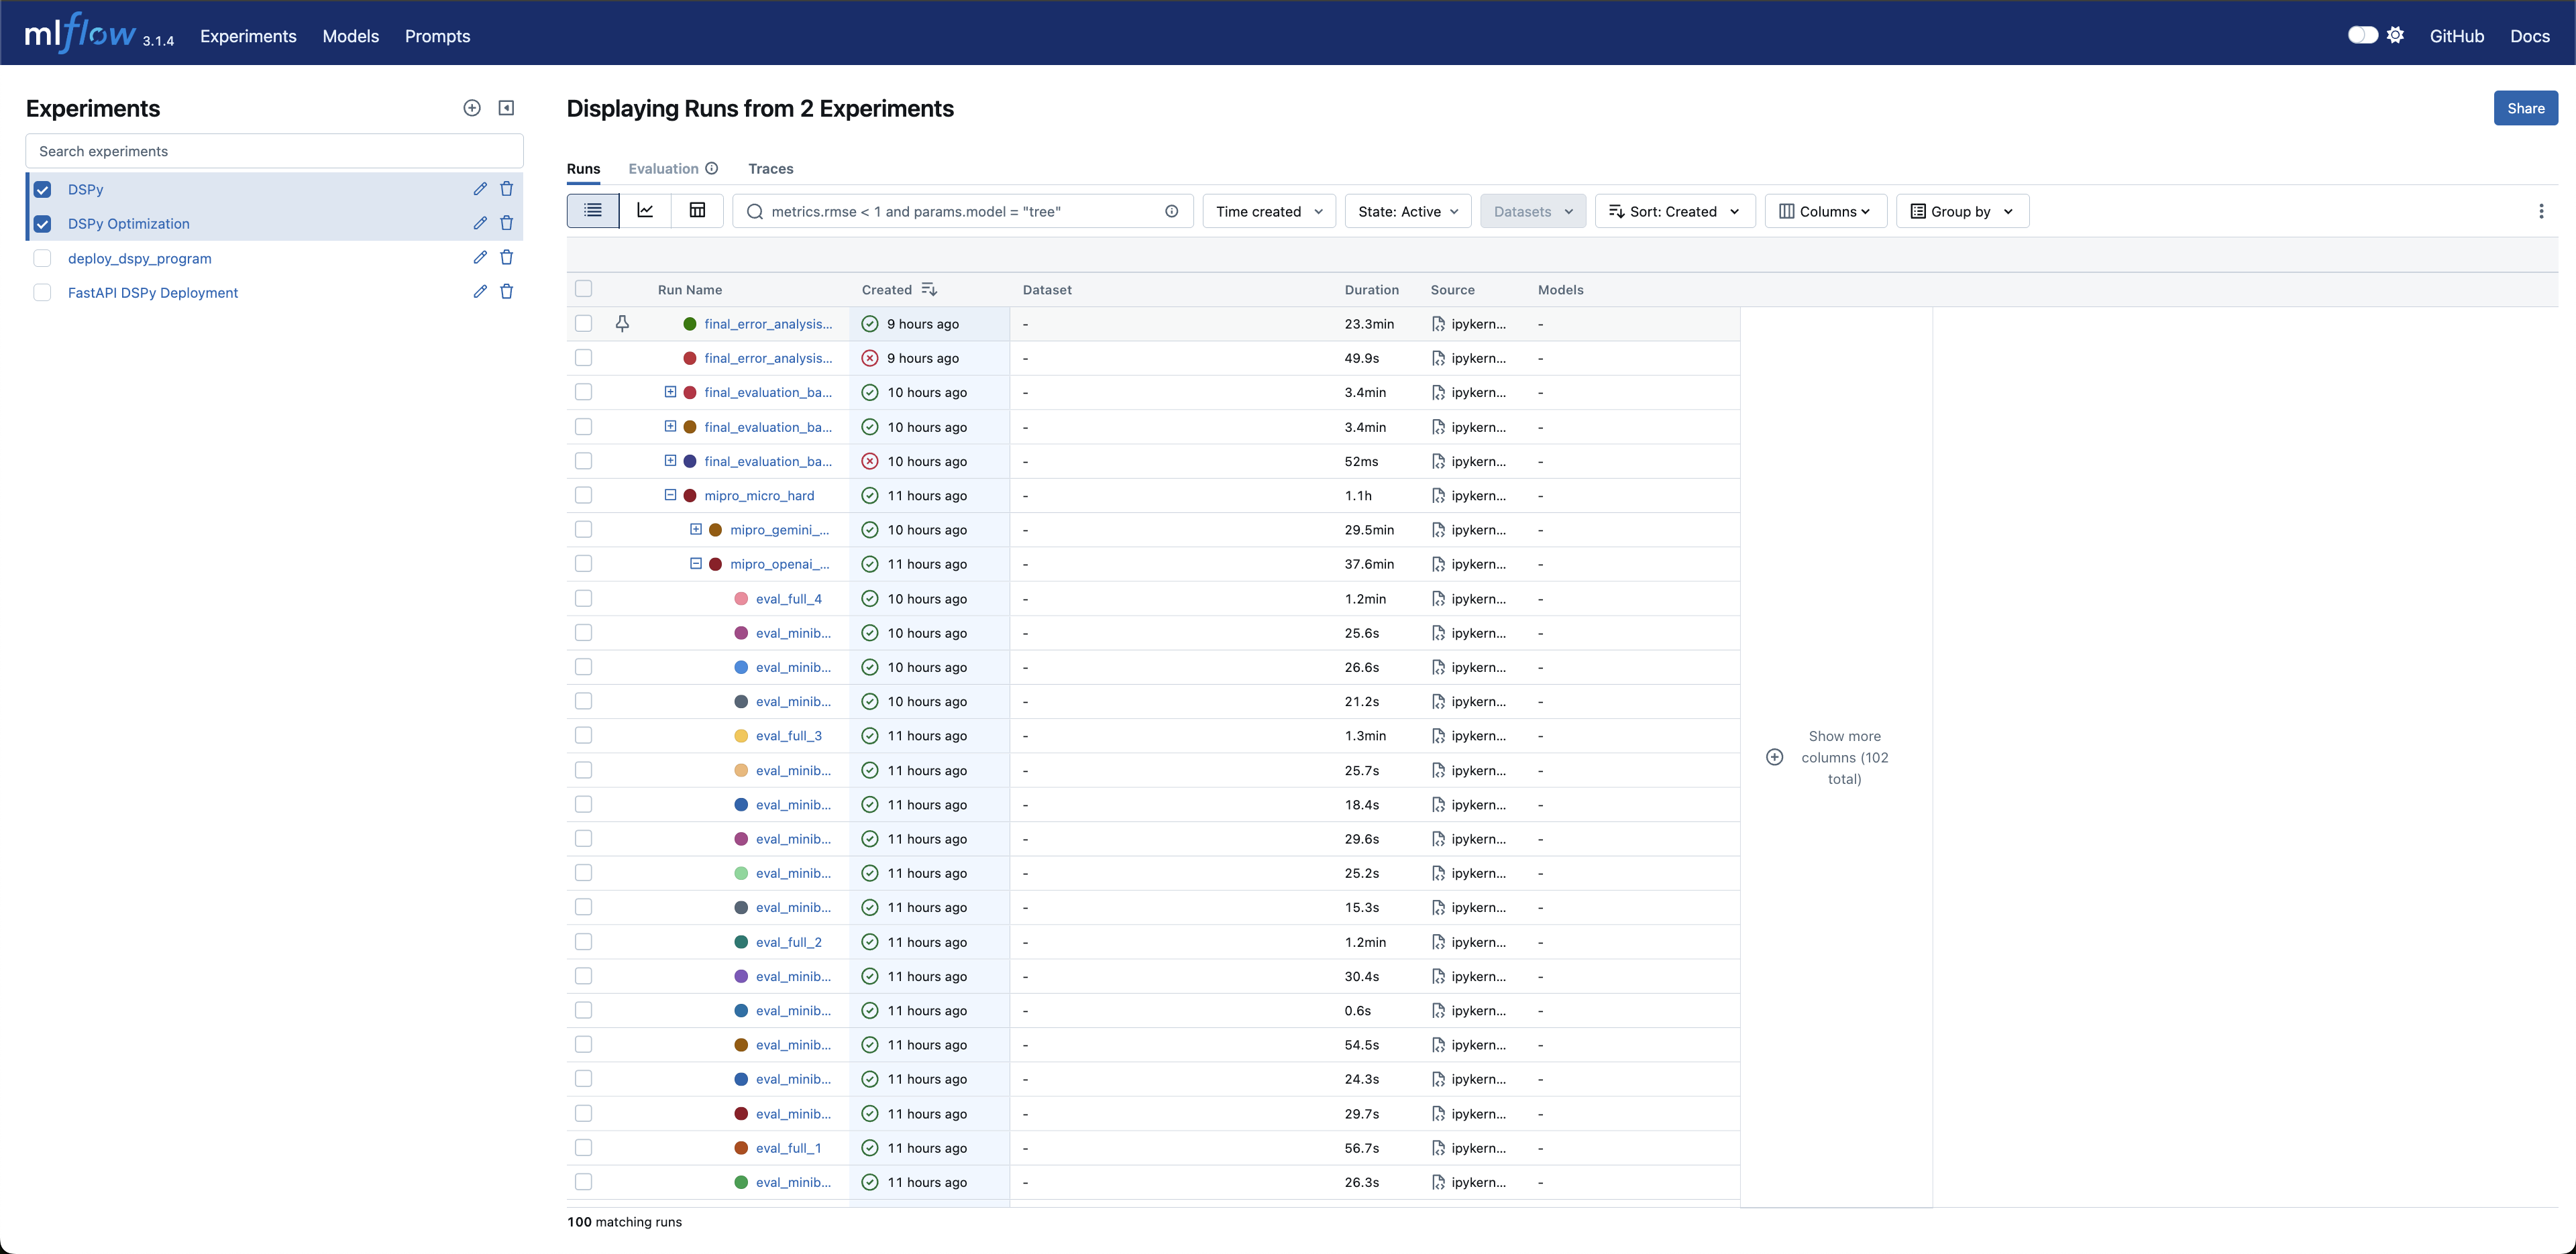 mlflow 3.1.4 Experiments Models Prompts GitHub Docs
Experiments
Search experiments
DSPy
DSPy Optimization
deploy_dspy_program
FastAPI DSPy Deployment
Displaying Runs from 2 Experiments Share
Runs Evaluation Traces
metrics.rmse < 1 and params.model = "tree" Time created State: Active Datasets Sort: Created Columns Group by
Run Name Created Dataset Duration Source Models
final_error_analysis... 9 hours ago - 23.3min ipykern... -
final_error_analysis... 9 hours ago - 49.9s ipykern... -
final_evaluation_ba... 10 hours ago - 3.4min ipykern... -
final_evaluation_ba... 10 hours ago - 3.4min ipykern... -
final_evaluation_ba... 10 hours ago - 52ms ipykern... -
mipro_micro_hard 11 hours ago - 1.1h ipykern... -
mipro_gemini_... 10 hours ago - 29.5min ipykern... -
mipro_openai_... 11 hours ago - 37.6min ipykern... -
eval_full_4 10 hours ago - 1.2min ipykern... -
eval_minib... 10 hours ago - 25.6s ipykern... -
eval_minib... 10 hours ago - 26.6s ipykern... -
eval_minib... 10 hours ago - 21.2s ipykern... -
eval_full_3 11 hours ago - 1.3min ipykern... -
eval_minib... 11 hours ago - 25.7s ipykern... -
eval_minib... 11 hours ago - 18.4s ipykern... -
eval_minib... 11 hours ago - 29.6s ipykern... -
eval_minib... 11 hours ago - 25.2s ipykern... -
eval_minib... 11 hours ago - 15.3s ipykern... -
eval_full_2 11 hours ago - 1.2min ipykern... -
eval_minib... 11 hours ago - 30.4s ipykern... -
eval_minib... 11 hours ago - 0.6s ipykern... -
eval_minib... 11 hours ago - 54.5s ipykern... -
eval_minib... 11 hours ago - 24.3s ipykern... -
eval_minib... 11 hours ago - 29.7s ipykern... -
eval_full_1 11 hours ago - 56.7s ipykern... -
eval_minib... 11 hours ago - 26.3s ipykern... -
Show more
columns (102
total)
100 matching runs